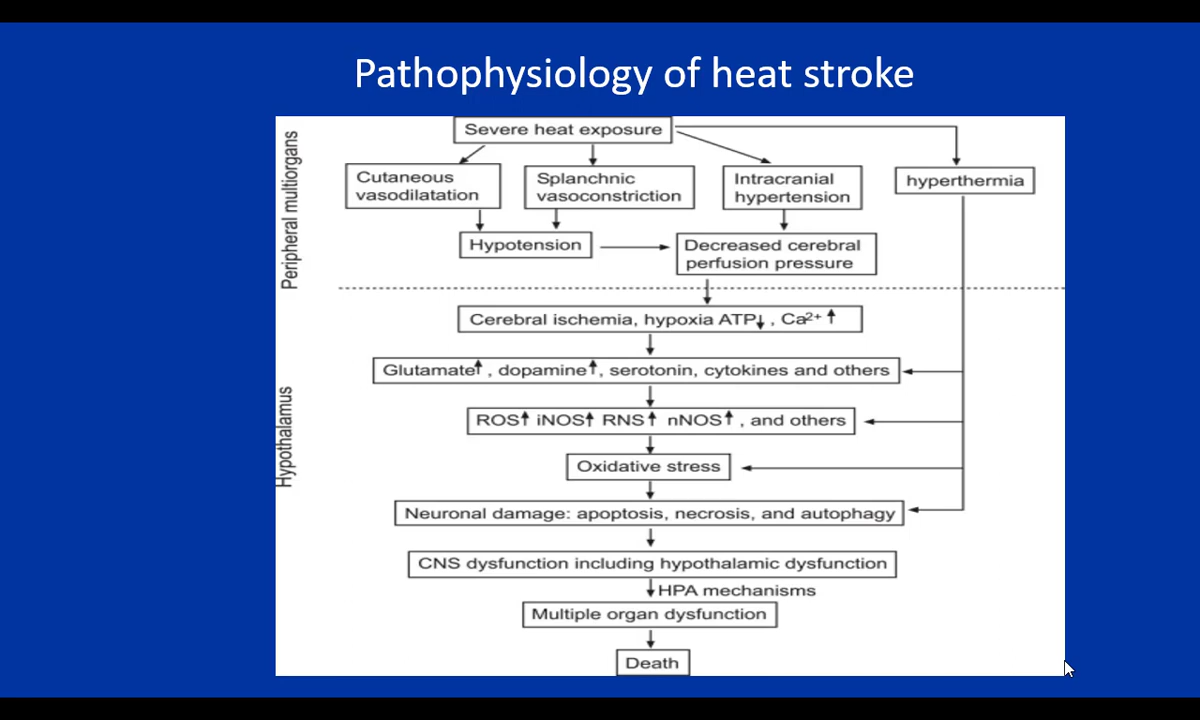 Pathophysiology of heat stroke
Peripheral multiorgans
Severe heat exposure
Cutaneous
vasodilatation
Splanchnic
vasoconstriction
Intracranial
hypertension
hyperthermia
Hypotension
Decreased cerebral
perfusion pressure
Hypothalamus
Cerebral ischemia, hypoxia ATP↓, Ca²⁺↑
Glutamate↑, dopamine↑, serotonin, cytokines and others
ROS↑ iNOS↑ RNS↑ nNOS↑, and others
Oxidative stress
Neuronal damage: apoptosis, necrosis, and autophagy
CNS dysfunction including hypothalamic dysfunction
HPA mechanisms
Multiple organ dysfunction
Death